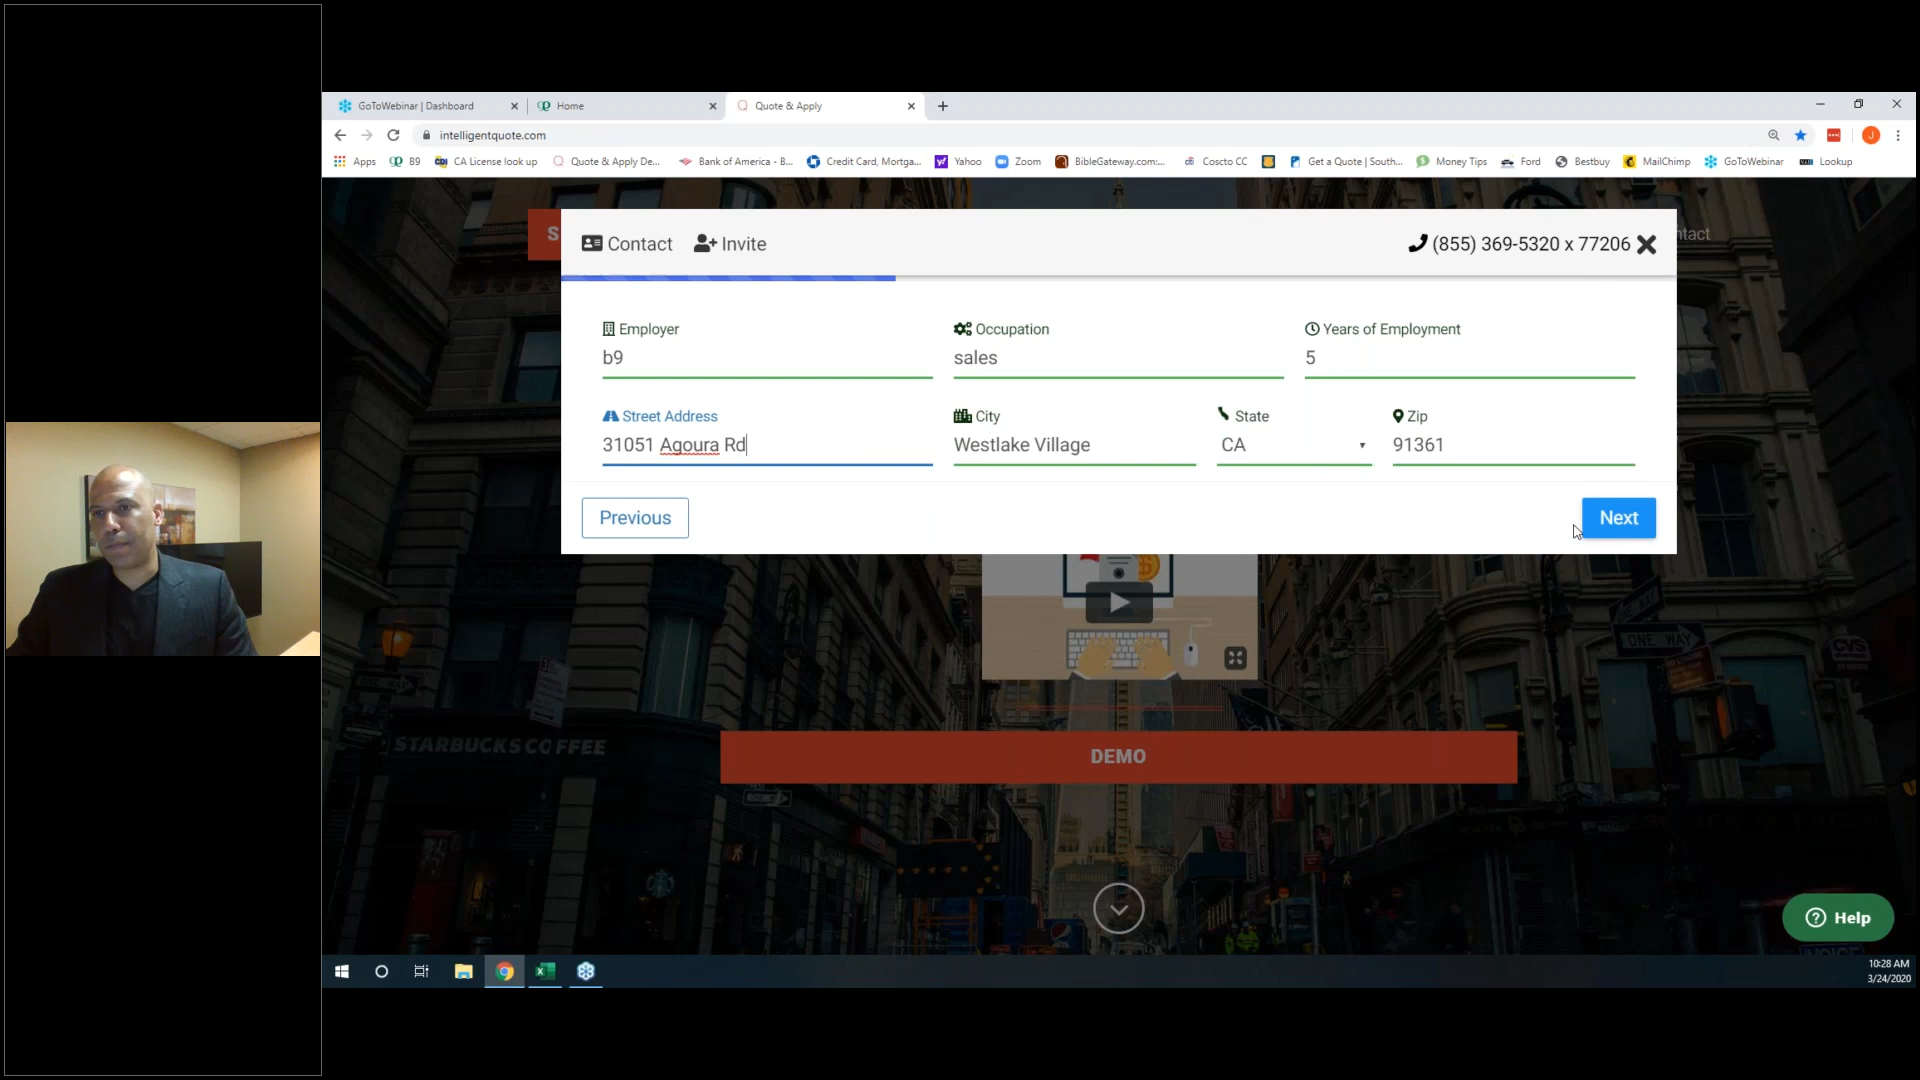 GoToWebinar | Dashboard
Home
Quote & Apply
intelligentquote.com
Apps B9 CA License look up Quote & Apply De... Bank of America - B... Credit Card, Mortga... Yahoo Zoom BibleGateway.com:... Coscto CC Get a Quote | South... Money Tips Ford Bestbuy MailChimp GoToWebinar Lookup
S
Contact Invite (855) 369-5320 x 77206
ntact
Employer Occupation Years of Employment
b9 sales 5
Street Address City State Zip
31051 Agoura Rd Westlake Village CA 91361
Previous Next
ONE WAY
CVS
STARBUCKS COFFEE
DEMO
Help
10:28 AM
3/24/2020